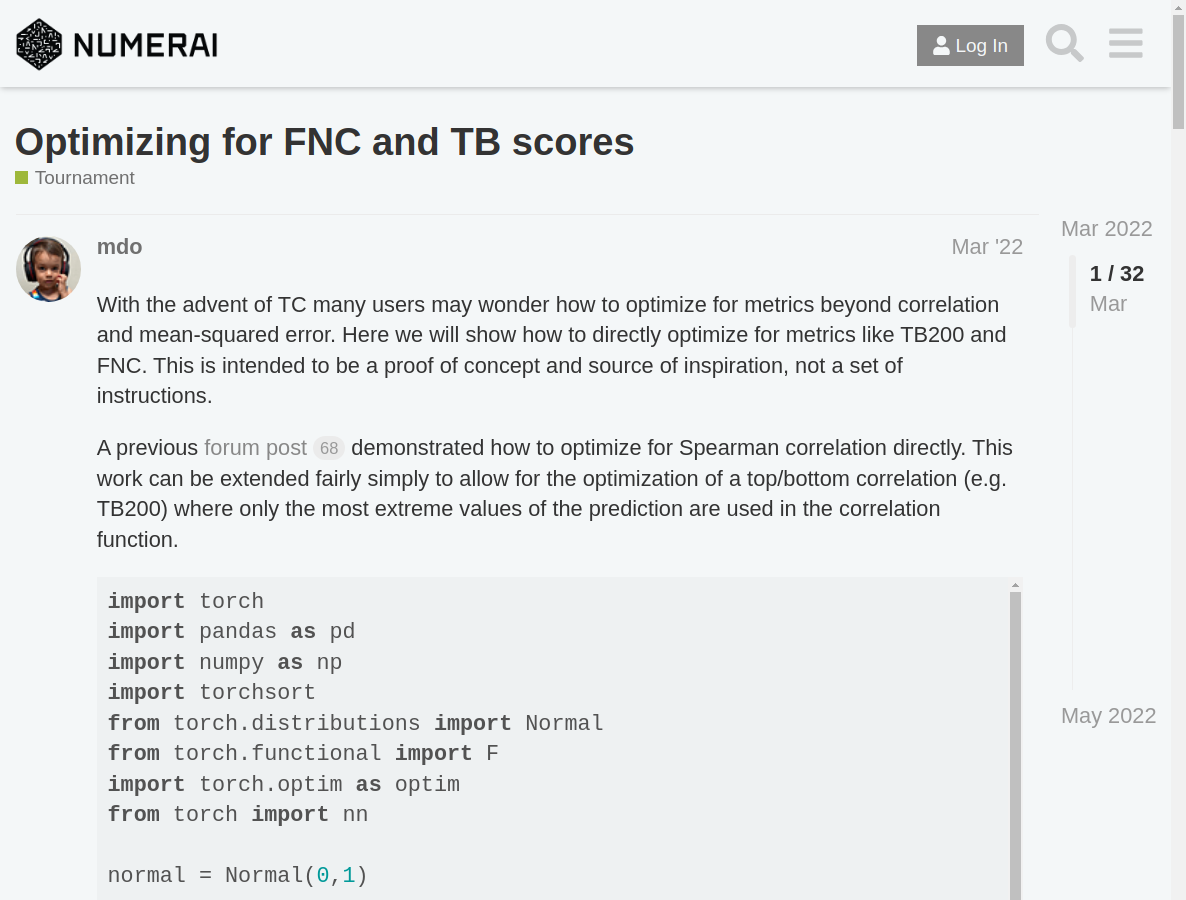 NUMERAI
Log In
Optimizing for FNC and TB scores
Tournament
mdo
Mar '22
With the advent of TC many users may wonder how to optimize for metrics beyond correlation
and mean-squared error. Here we will show how to directly optimize for metrics like TB200 and
FNC. This is intended to be a proof of concept and source of inspiration, not a set of
instructions.
A previous forum post 68 demonstrated how to optimize for Spearman correlation directly. This
work can be extended fairly simply to allow for the optimization of a top/bottom correlation (e.g.
TB200) where only the most extreme values of the prediction are used in the correlation
function.
import torch
import pandas as pd
import numpy as np
import torchsort
from torch.distributions import Normal
from torch.functional import F
import torch.optim as optim
from torch import nn
normal = Normal(0,1)
Mar 2022
1 / 32
Mar
May 2022